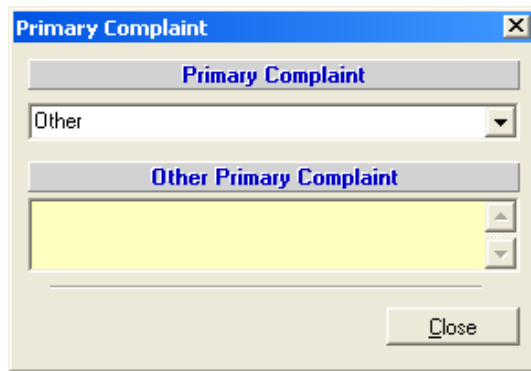 Primary Complaint
Primary Complaint
Other
Other Primary Complaint
Close